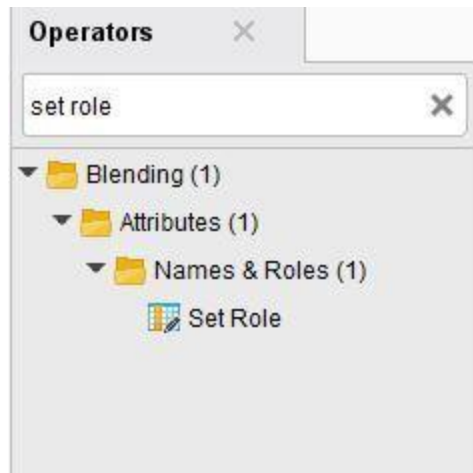 Operators
set role
Blending (1)
Attributes (1)
Names & Roles (1)
Set Role